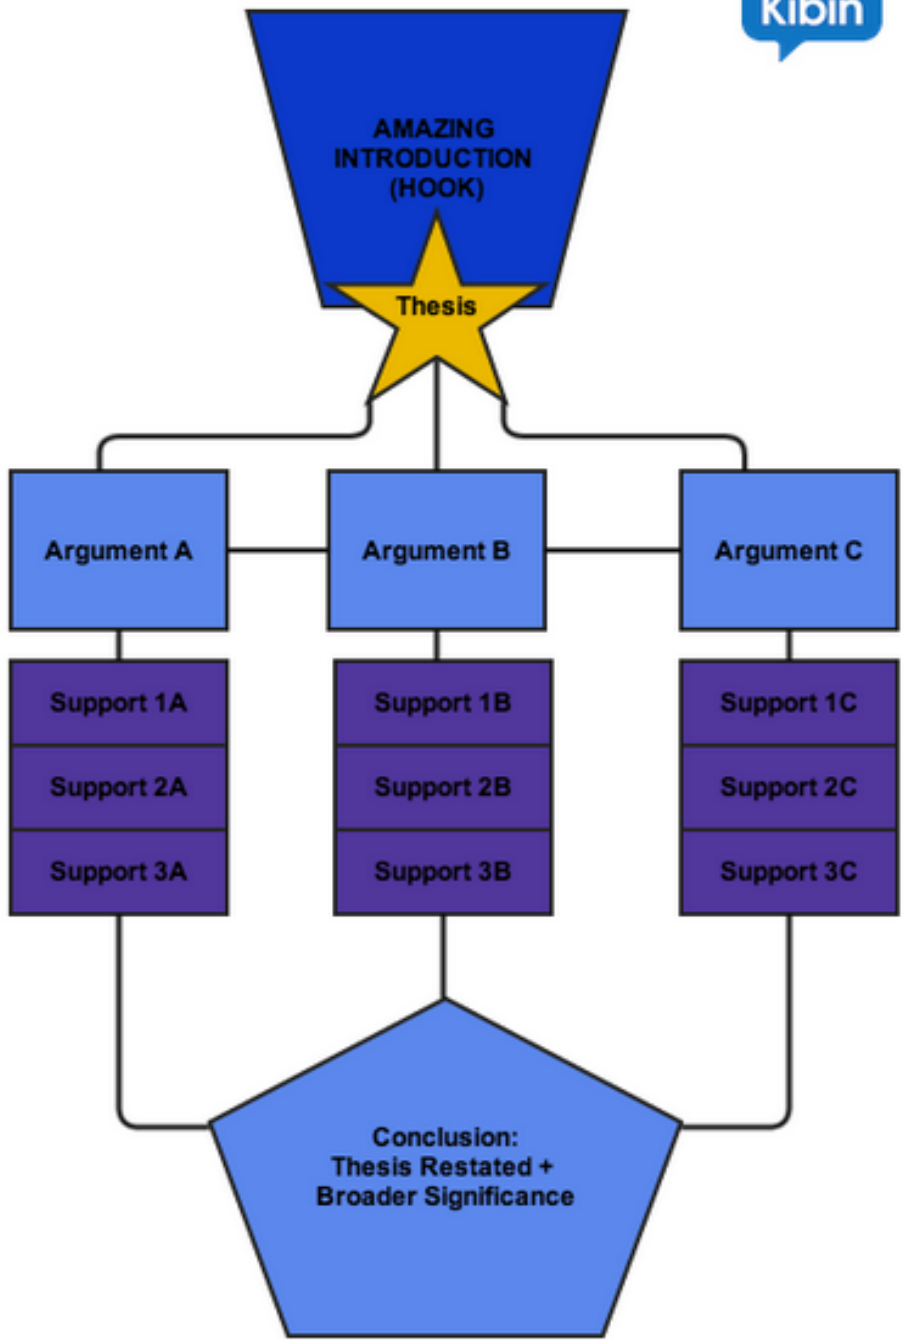 Kibin
AMAZING
INTRODUCTION
(HOOK)
Thesis
Argument A
Argument B
Argument C
Support 1A
Support 1B
Support 1C
Support 2A
Support 2B
Support 2C
Support 3A
Support 3B
Support 3C
Conclusion:
Thesis Restated +
Broader Significance